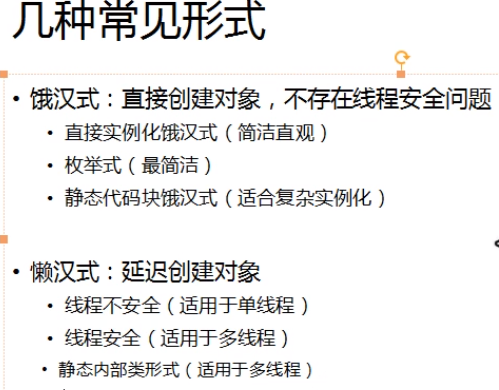 几种常见形式
• 饿汉式：直接创建对象，不存在线程安全问题
• 直接实例化饿汉式（简洁直观）
• 枚举式（最简洁）
• 静态代码块饿汉式（适合复杂实例化）
• 懒汉式：延迟创建对象
• 线程不安全（适用于单线程）
• 线程安全（适用于多线程）
• 静态内部类形式（适用于多线程）